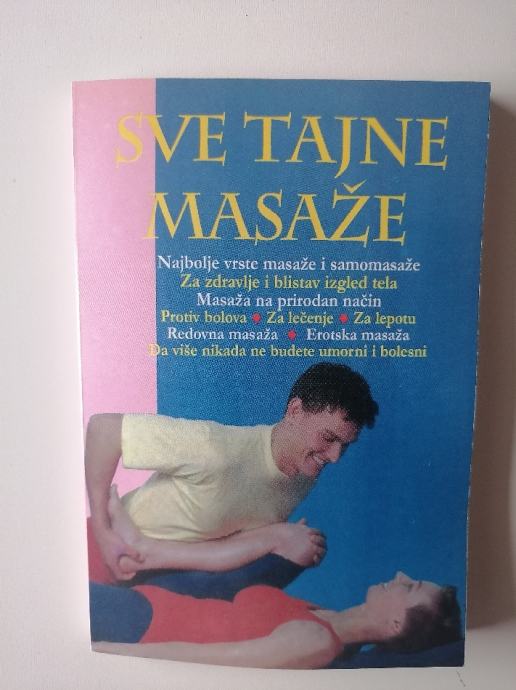 SVE TAJNE
MASAŽE
Najbolje vrste masaže i samomasaže
Za zdravlje i blistav izgled tela
Masaža na prirodan način
Protiv bolova ♦ Za lečenje ♦ Za lepotu
Redovna masaža ♦ Erotska masaža
Da više nikada ne budete umorni i bolesni